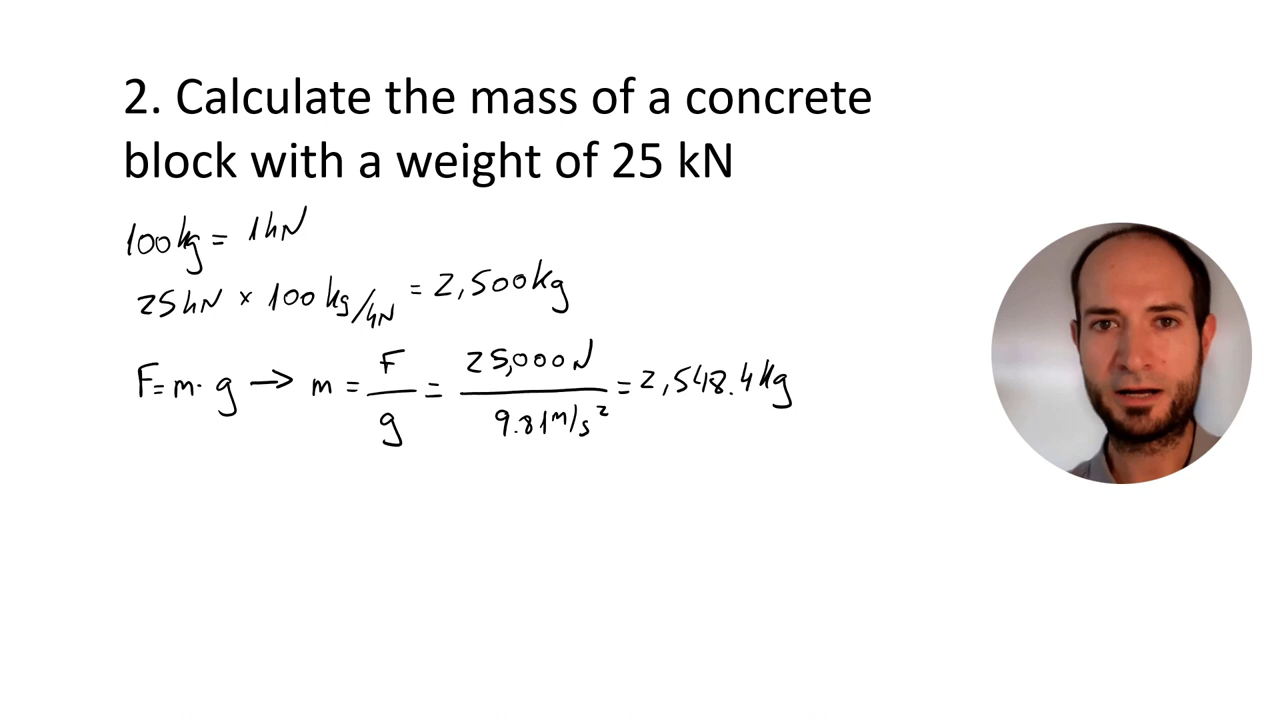 2. Calculate the mass of a concrete
block with a weight of 25 kN
100kg = 1kN
25kN × 100kg/kN = 2,500kg
F=m·g → m = F/g = 25,000N/9.81m/s² = 2,548.4kg